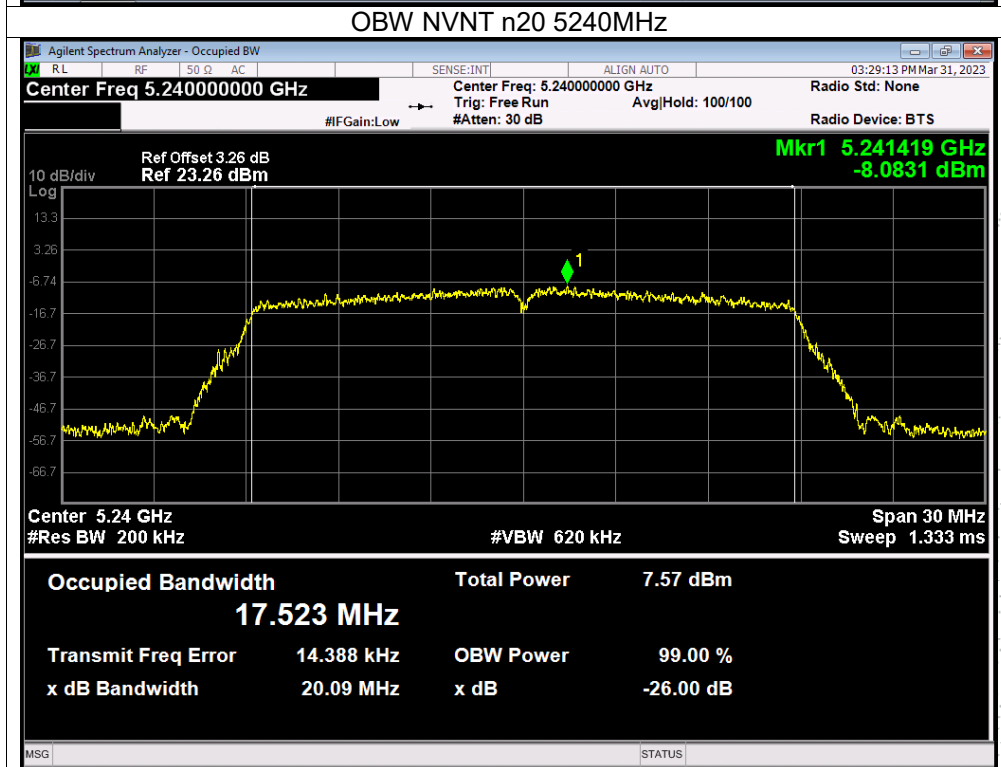 OBW NVNT n20 5240MHz
Agilent Spectrum Analyzer - Occupied BW
LXI RL RF 50 Ω AC SENSE:INT ALIGN AUTO 03:29:13 PM Mar 31, 2023
Center Freq 5.240000000 GHz Center Freq: 5.240000000 GHz Radio Std: None
Trig: Free Run Avg|Hold: 100/100
#IFGain:Low #Atten: 30 dB Radio Device: BTS
Mkr1 5.241419 GHz
-8.0831 dBm
Ref Offset 3.26 dB
10 dB/div Ref 23.26 dBm
Log
13.3
3.26
1
-6.74
-16.7
-26.7
-36.7
-46.7
-56.7
-66.7
Center 5.24 GHz Span 30 MHz
#Res BW 200 kHz #VBW 620 kHz Sweep 1.333 ms
Occupied Bandwidth Total Power 7.57 dBm
17.523 MHz
Transmit Freq Error 14.388 kHz OBW Power 99.00 %
x dB Bandwidth 20.09 MHz x dB -26.00 dB
MSG STATUS